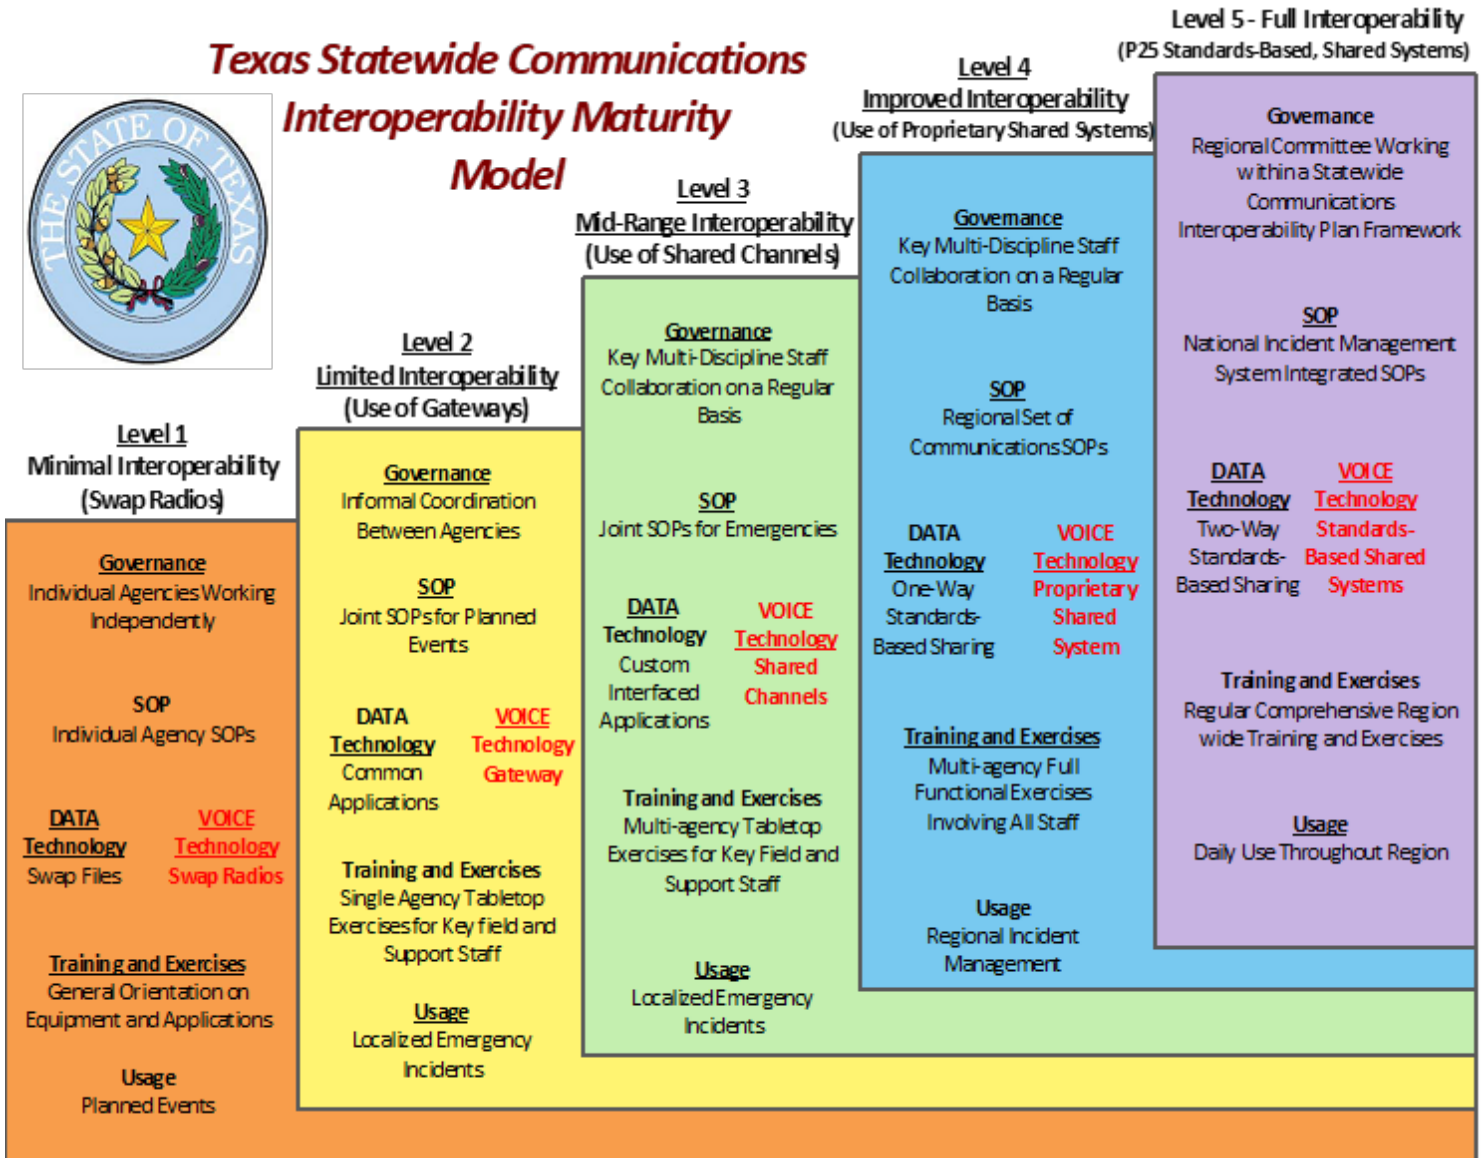 Texas Statewide Communications
Interoperability Maturity
Model
THE STATE OF TEXAS
Level 1
Minimal Interoperability
(Swap Radios)
Governance
Individual Agencies Working
Independently
SOP
Individual Agency SOPs
DATA
Technology
Swap Files
VOICE
Technology
Swap Radios
Training and Exercises
General Orientation on
Equipment and Applications
Usage
Planned Events
Level 2
Limited Interoperability
(Use of Gateways)
Governance
Informal Coordination
Between Agencies
SOP
Joint SOPs for Planned
Events
DATA
Technology
Common
Applications
VOICE
Technology
Gateway
Training and Exercises
Single Agency Tabletop
Exercises for Key field and
Support Staff
Usage
Localized Emergency
Incidents
Level 3
Mid-Range Interoperability
(Use of Shared Channels)
Governance
Key Multi-Discipline Staff
Collaboration on a Regular
Basis
SOP
Joint SOPs for Emergencies
DATA
Technology
Custom
Interfaced
Applications
VOICE
Technology
Shared
Channels
Training and Exercises
Multi-agency Tabletop
Exercises for Key Field and
Support Staff
Usage
Localized Emergency
Incidents
Level 4
Improved Interoperability
(Use of Proprietary Shared Systems)
Governance
Key Multi-Discipline Staff
Collaboration on a Regular
Basis
SOP
Regional Set of
Communications SOPs
DATA
Technology
One-Way
Standards-
Based Sharing
VOICE
Technology
Proprietary
Shared
System
Training and Exercises
Multi-agency Full
Functional Exercises
Involving All Staff
Usage
Regional Incident
Management
Level 5 - Full Interoperability
(P25 Standards-Based, Shared Systems)
Governance
Regional Committee Working
within a Statewide
Communications
Interoperability Plan Framework
SOP
National Incident Management
System Integrated SOPs
DATA
Technology
Two-Way
Standards-
Based Sharing
VOICE
Technology
Standards-
Based Shared
Systems
Training and Exercises
Regular Comprehensive Region
wide Training and Exercises
Usage
Daily Use Throughout Region